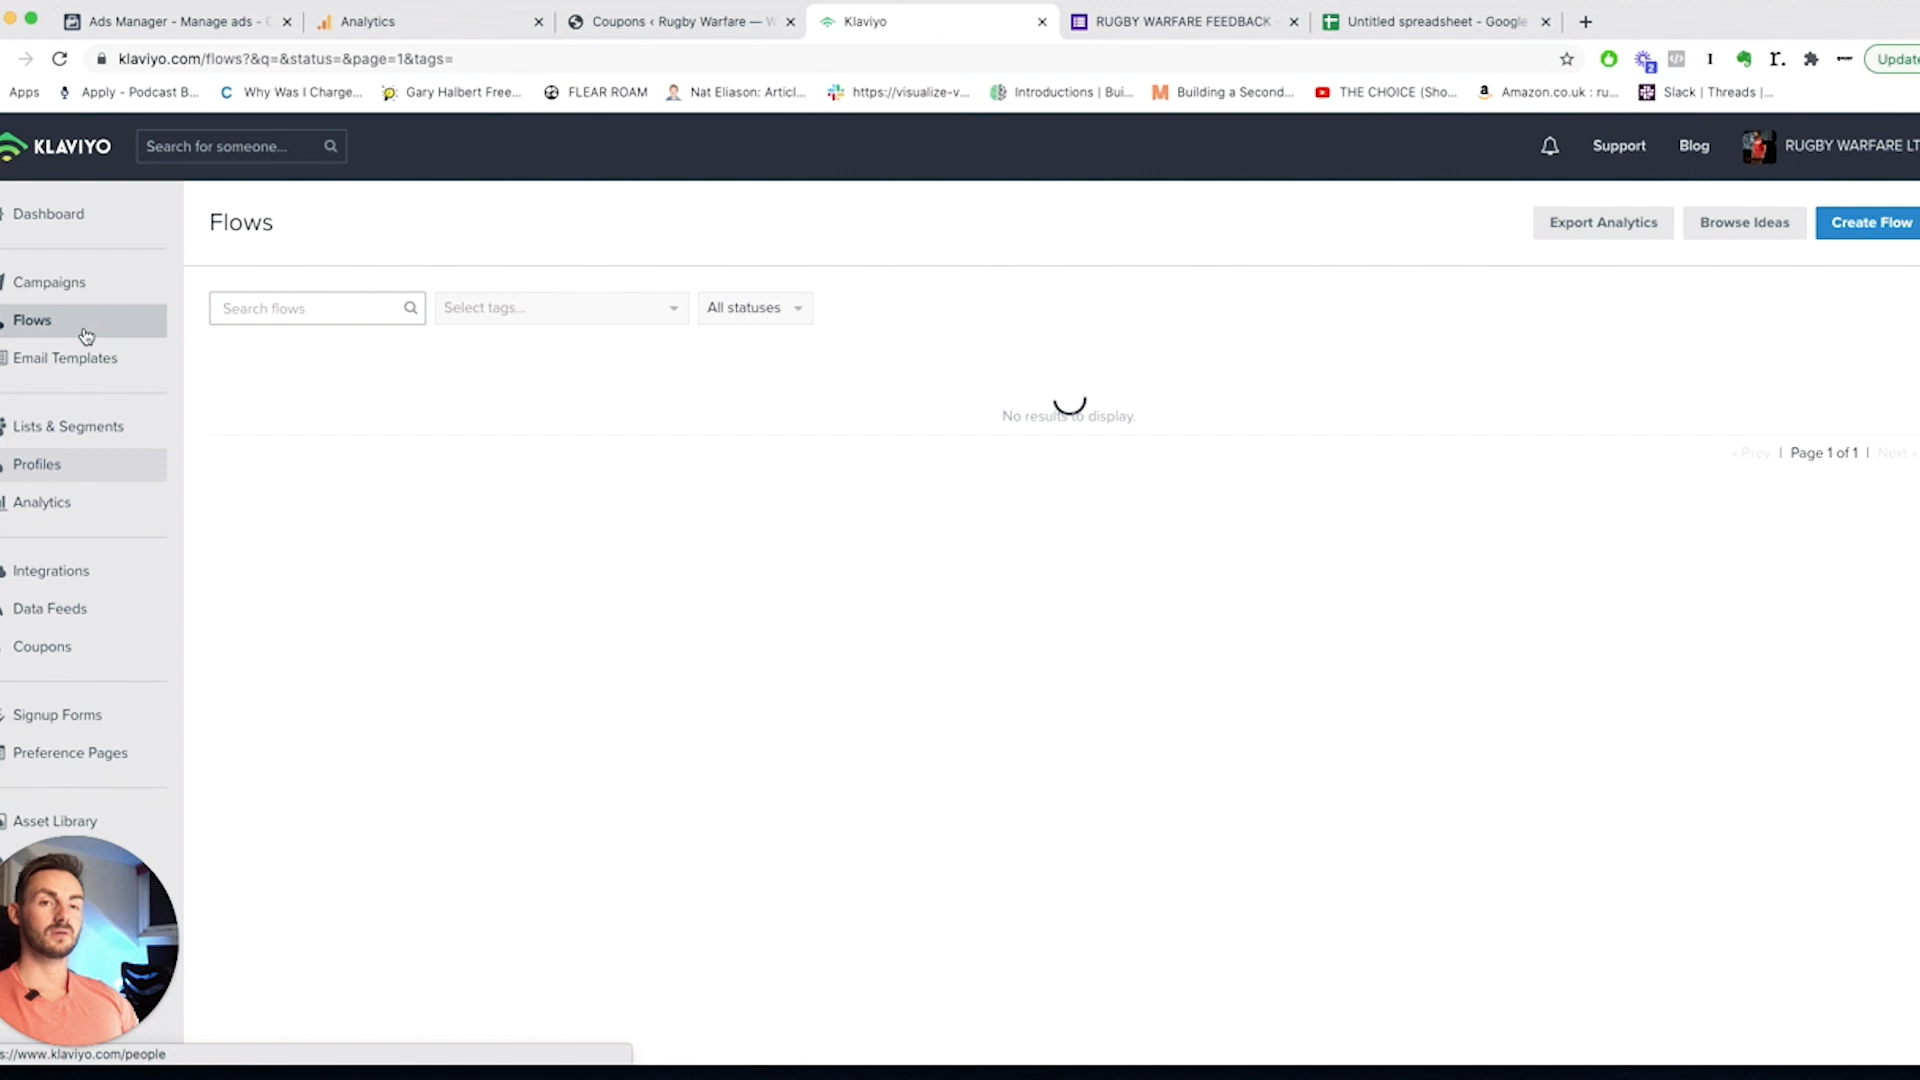 Ads Manager - Manage ads -
Analytics
Coupons ‹ Rugby Warfare —
Klaviyo
RUGBY WARFARE FEEDBACK
Untitled spreadsheet - Google
klaviyo.com/flows?&q=&status=&page=1&tags=
Update
Apps
Apply - Podcast B...
Why Was I Charge...
Gary Halbert Free...
FLEAR ROAM
Nat Eliason: Articl...
https://visualize-v...
Introductions | Bui...
Building a Second...
THE CHOICE (Sho...
Amazon.co.uk : ru...
Slack | Threads |...
KLAVIYO
Search for someone...
Support
Blog
RUGBY WARFARE LT
Dashboard
Campaigns
Flows
Email Templates
Lists & Segments
Profiles
Analytics
Integrations
Data Feeds
Coupons
Signup Forms
Preference Pages
Asset Library
Flows
Export Analytics
Browse Ideas
Create Flow
Search flows
Select tags...
All statuses
No results to display.
« Prev | Page 1 of 1 | Next »
s://www.klaviyo.com/people